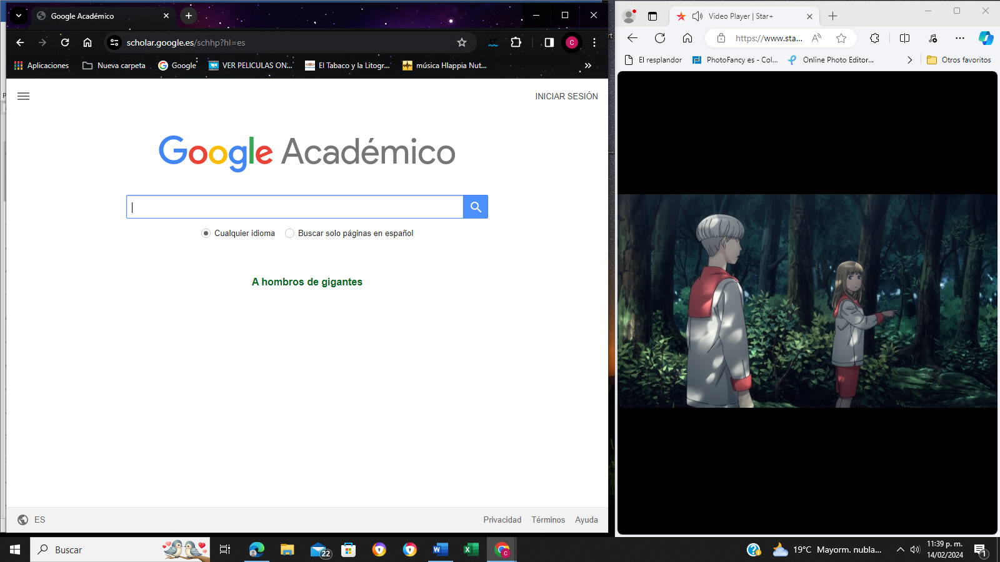 Google Académico
scholar.google.es/schhp?hl=es
C
Aplicaciones
Nueva carpeta
Google
VER PELICULAS ON...
El Tabaco y la Litogr...
música Hlappia Nut...
INICIAR SESIÓN
Google Académico
Cualquier idioma
Buscar solo páginas en español
A hombros de gigantes
ES
Privacidad
Términos
Ayuda
Video Player | Star+
https://www.sta...
El resplandor
PhotoFancy es - Col...
Online Photo Editor...
Otros favoritos
Buscar
22
19°C Mayorm. nubla...
11:39 p. m.
14/02/2024
1